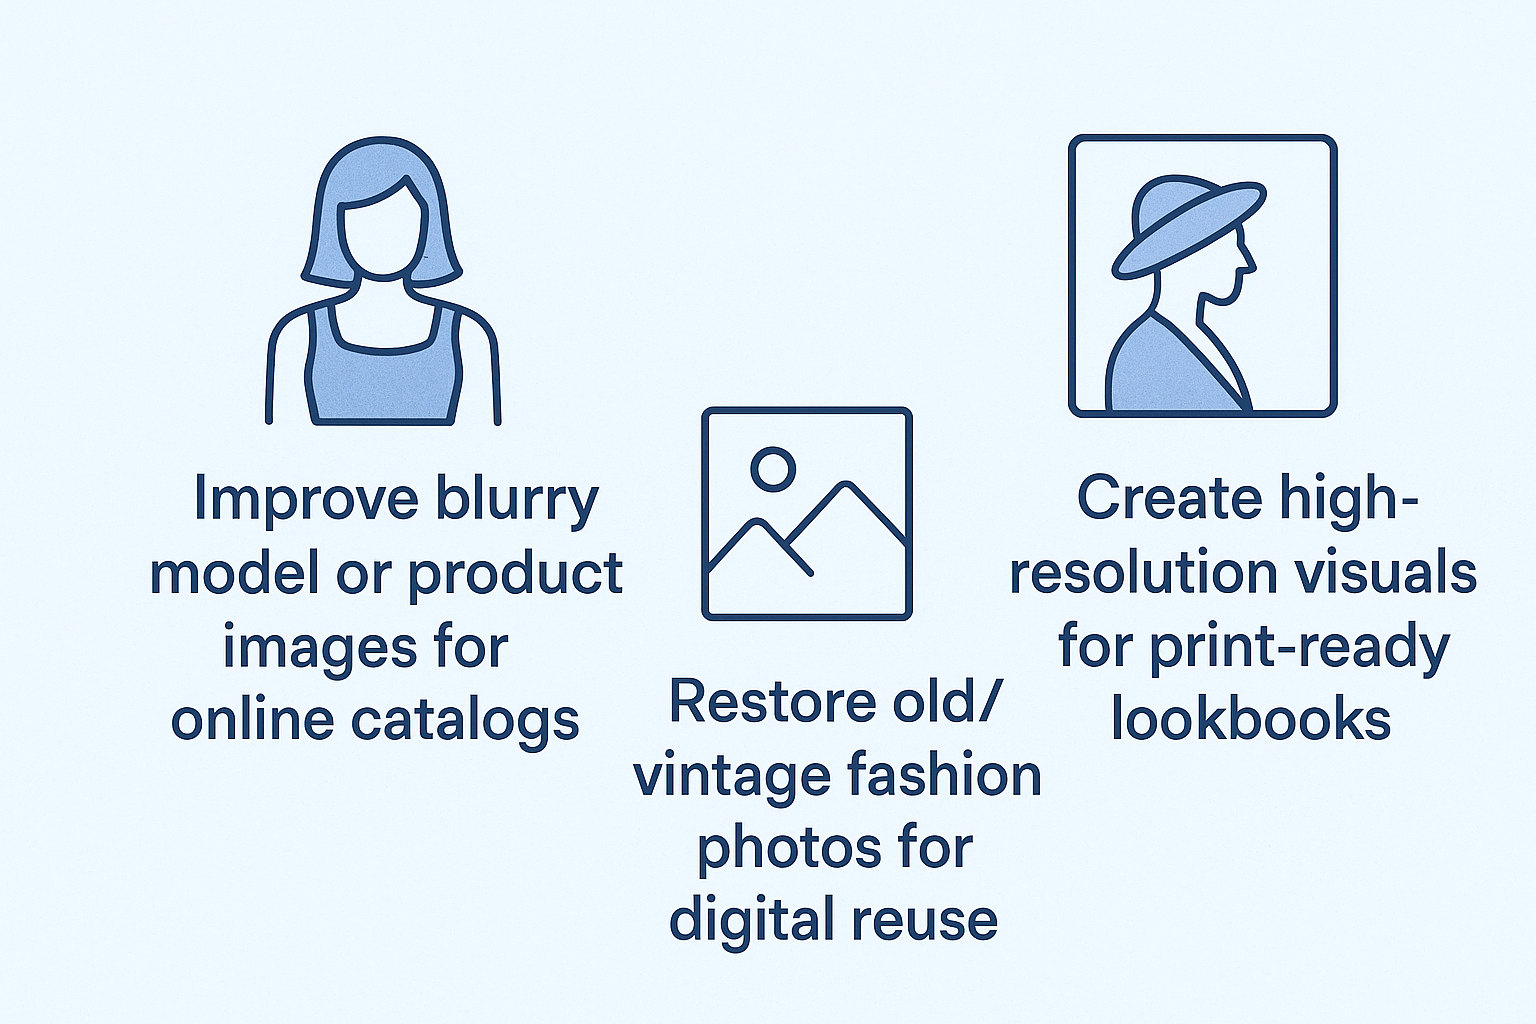 Improve blurry
model or product
images for
online catalogs
Restore old/
vintage fashion
photos for
digital reuse
Create high-
resolution visuals
for print-ready
lookbooks